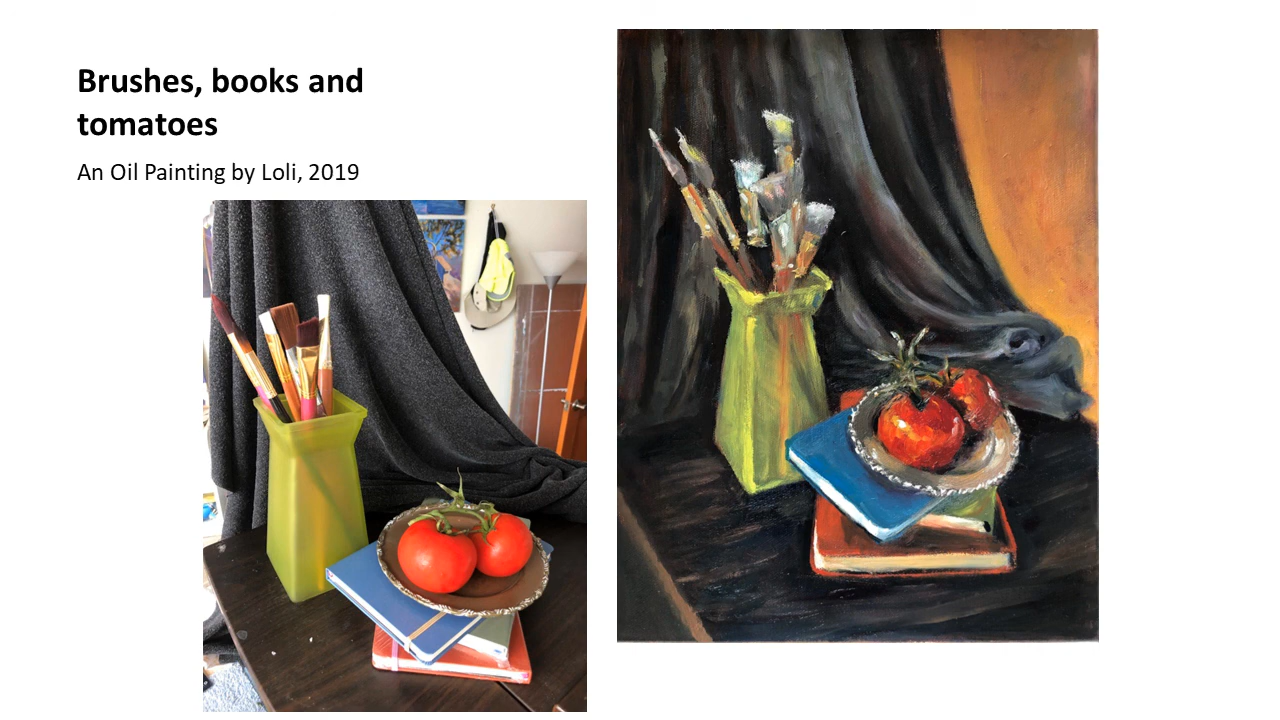 Brushes, books and
tomatoes
An Oil Painting by Loli, 2019